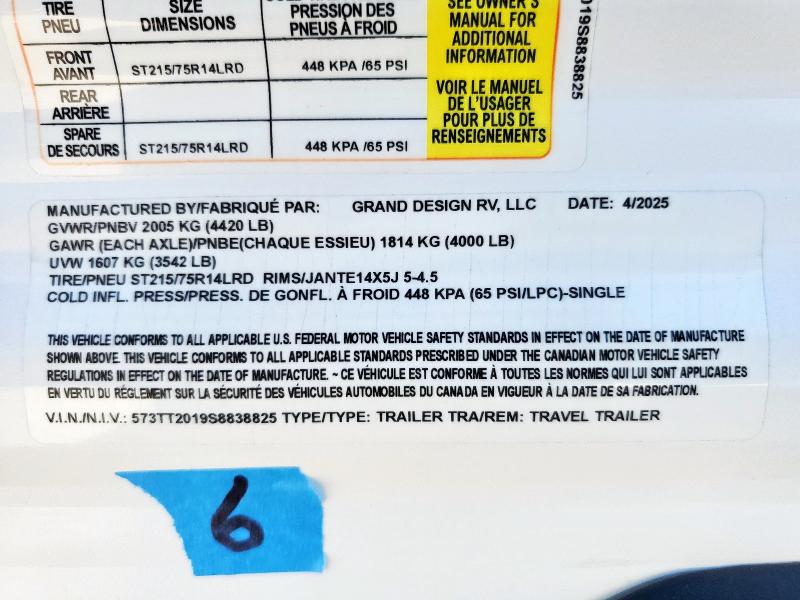 TIRE SIZE
PNEU DIMENSIONS
PRESSION DES
PNEUS À FROID
FRONT
AVANT ST215/75R14LRD 448 KPA /65 PSI
REAR
ARRIÈRE
SPARE
DE SECOURS ST215/75R14LRD 448 KPA /65 PSI
SEE OWNER'S
MANUAL FOR
ADDITIONAL
INFORMATION
VOIR LE MANUEL
DE L'USAGER
POUR PLUS DE
RENSEIGNEMENTS
019S8838825
MANUFACTURED BY/FABRIQUÉ PAR: GRAND DESIGN RV, LLC DATE: 4/2025
GVWR/PNBV 2005 KG (4420 LB)
GAWR (EACH AXLE)/PNBE(CHAQUE ESSIEU) 1814 KG (4000 LB)
UVW 1607 KG (3542 LB)
TIRE/PNEU ST215/75R14LRD RIMS/JANTE14X5J 5-4.5
COLD INFL. PRESS/PRESS. DE GONFL. À FROID 448 KPA (65 PSI/LPC)-SINGLE
THIS VEHICLE CONFORMS TO ALL APPLICABLE U.S. FEDERAL MOTOR VEHICLE SAFETY STANDARDS IN EFFECT ON THE DATE OF MANUFACTURE
SHOWN ABOVE. THIS VEHICLE CONFORMS TO ALL APPLICABLE STANDARDS PRESCRIBED UNDER THE CANADIAN MOTOR VEHICLE SAFETY
REGULATIONS IN EFFECT ON THE DATE OF MANUFACTURE. ~ CE VÉHICULE EST CONFORME À TOUTES LES NORMES QUI LUI SONT APPLICABLES
EN VERTU DU RÉGLEMENT SUR LA SÉCURITÉ DES VÉHICULES AUTOMOBILES DU CANADA EN VIGUEUR À LA DATE DE SA FABRICATION.
V.I.N./N.I.V.: 573TT2019S8838825 TYPE/TYPE: TRAILER TRA/REM: TRAVEL TRAILER
6